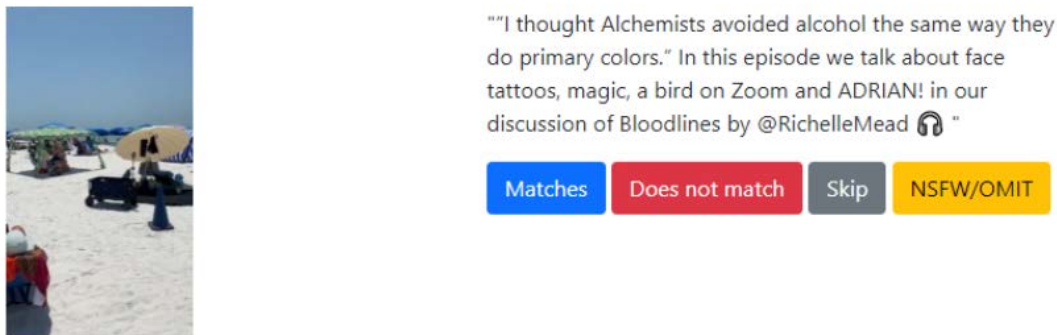 ""I thought Alchemists avoided alcohol the same way they
do primary colors." In this episode we talk about face
tattoos, magic, a bird on Zoom and ADRIAN! in our
discussion of Bloodlines by @RichelleMead 🎧 "
Matches
Does not match
Skip
NSFW/OMIT